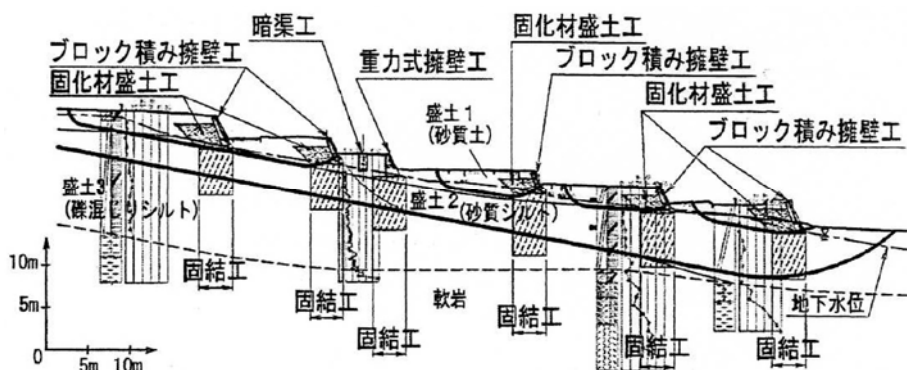 暗渠工
固化材盛土工
ブロック積み擁壁工
重力式擁壁工
ブロック積み擁壁工
固化材盛土工
固化材盛土工
盛土1
(砂質土)
ブロック積み擁壁工
盛土3
(礫混じりシルト)
盛土2
(砂質シルト)
10m
5m
0
5m 10m
固結工
固結工
固結工
軟岩
固結工
固結工
固結工
地下水位